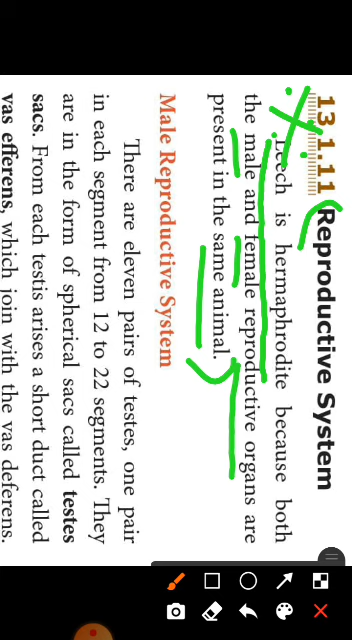 13.1.11 Reproductive System
Leech is hermaphrodite because both
the male and female reproductive organs are
present in the same animal.
Male Reproductive System
There are eleven pairs of testes, one pair
in each segment from 12 to 22 segments. They
are in the form of spherical sacs called testes
sacs. From each testis arises a short duct called
vas efferens, which join with the vas deferens.